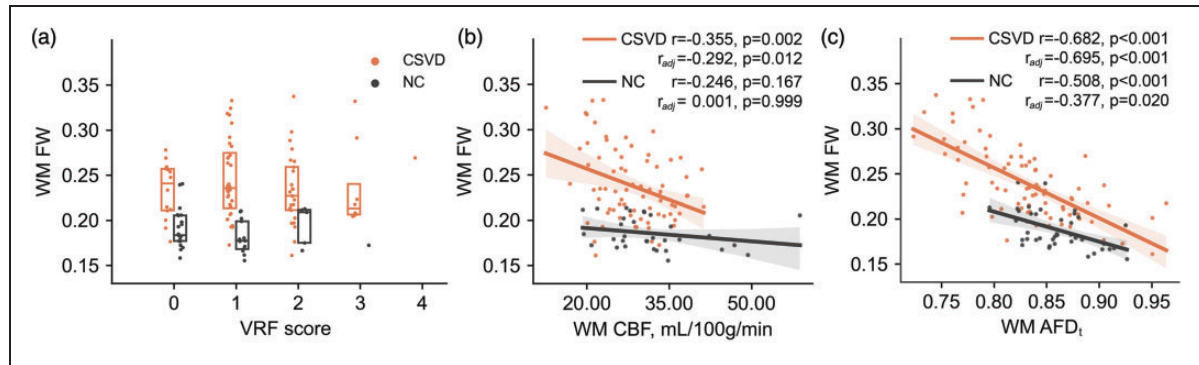 (a)
CSVD
NC
WM FW
0.35
0.30
0.25
0.20
0.15
0 1 2 3 4
VRF score
(b)
CSVD r=-0.355, p=0.002
r_adj=-0.292, p=0.012
NC r=-0.246, p=0.167
r_adj= 0.001, p=0.999
WM FW
0.35
0.30
0.25
0.20
0.15
20.00 35.00 50.00
WM CBF, mL/100g/min
(c)
CSVD r=-0.682, p<0.001
r_adj=-0.695, p<0.001
NC r=-0.508, p<0.001
r_adj=-0.377, p=0.020
WM FW
0.35
0.30
0.25
0.20
0.15
0.75 0.80 0.85 0.90 0.95
WM AFD_t